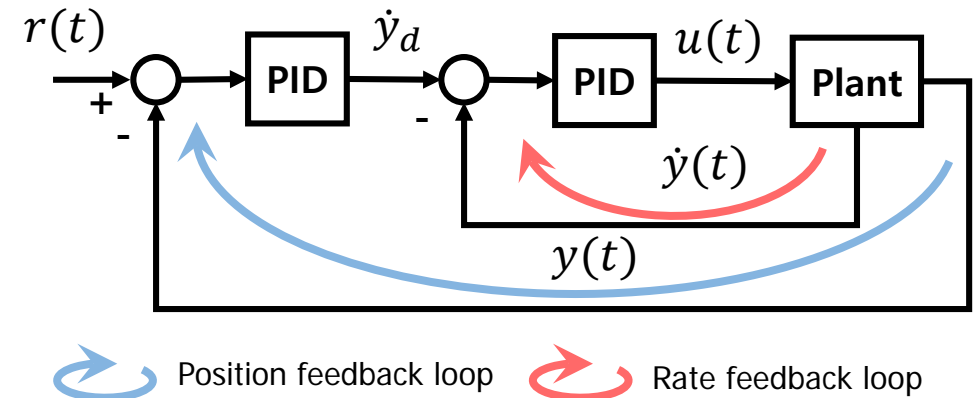 r(t)
+
-
PID
ẏ_d
-
PID
u(t)
Plant
ẏ(t)
y(t)
Position feedback loop
Rate feedback loop